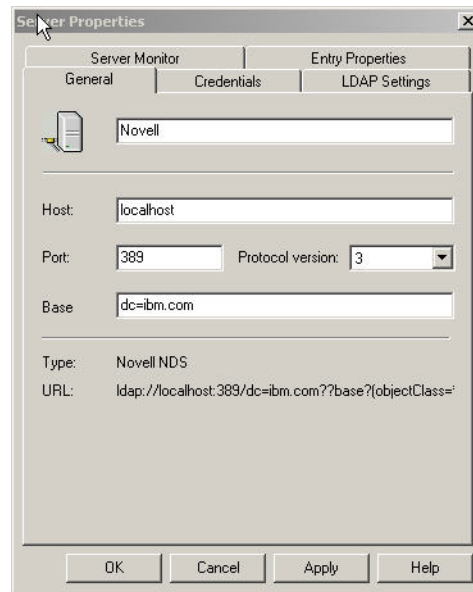 Server Properties
Server Monitor Entry Properties
General Credentials LDAP Settings
Novell
Host: localhost
Port: 389 Protocol version: 3
Base dc=ibm.com
Type: Novell NDS
URL: ldap://localhost:389/dc=ibm.com??base?(objectClass=*
OK Cancel Apply Help